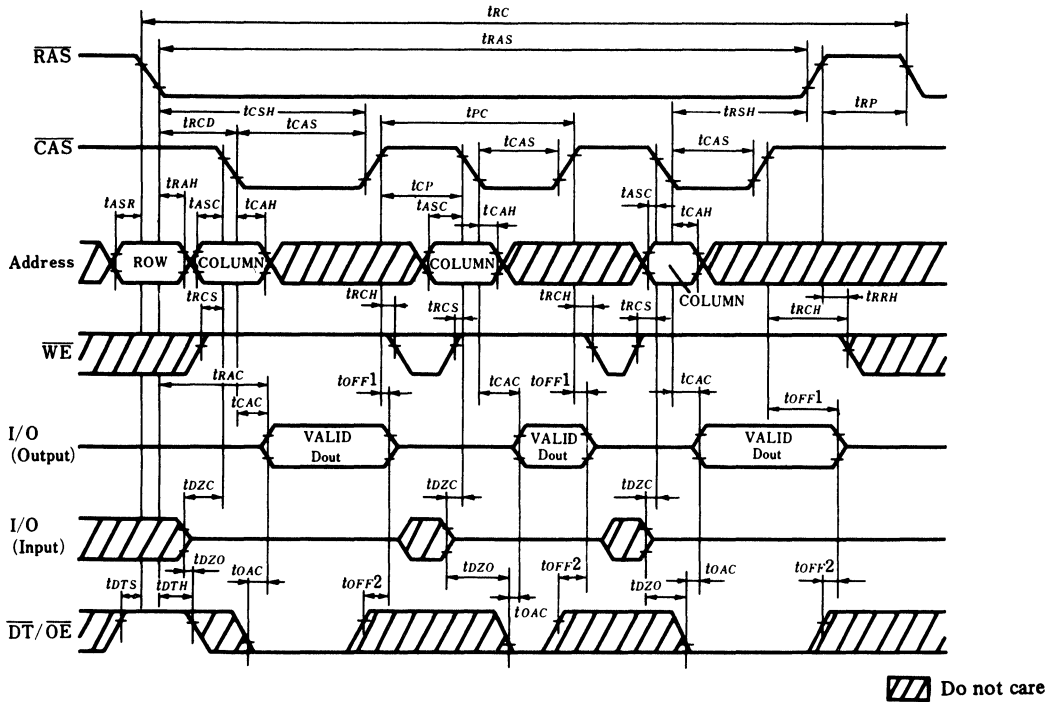 tRC
tRAS
RAS
tCSH
tPC
tRSH
tRP
tRCD
tCAS
tCAS
tCAS
CAS
tRAH
tCP
tASC
tASR
tASC
tCAH
tASC
tCAH
tCAH
Address
ROW
COLUMN
COLUMN
COLUMN
tRCS
tRCH
tRCS
tRCH
tRCS
tRCH
tRRH
WE
tRAC
tOFF1
tCAC
tOFF1
tCAC
tOFF1
tCAC
I/O
(Output)
VALID
Dout
VALID
Dout
VALID
Dout
tDZC
tDZC
tDZC
I/O
(Input)
tDZO
tOAC
tOFF2
tDZO
tOFF2
tDZO
tOAC
tOFF2
tDTS
tDTH
tOAC
DT/OE
Do not care